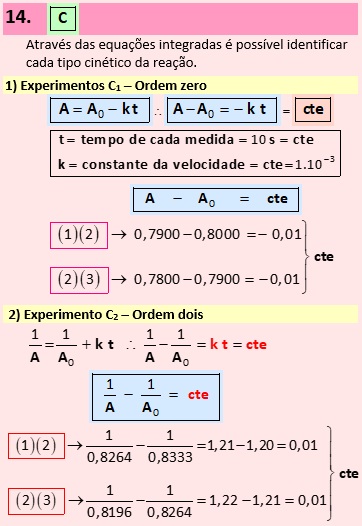 14. C
Através das equações integradas é possível identificar
cada tipo cinético da reação.
1) Experimentos C₁ – Ordem zero
A = A₀ – k t ∴ A – A₀ = – k t = cte
t = tempo de cada medida = 10 s = cte
k = constante da velocidade = cte = 1.10⁻³
A – A₀ = cte
(1)(2) → 0,7900 – 0,8000 = – 0,01
cte
(2)(3) → 0,7800 – 0,7900 = – 0,01
2) Experimento C₂ – Ordem dois
1/A = 1/A₀ + k t ∴ 1/A – 1/A₀ = k t = cte
1/A – 1/A₀ = cte
(1)(2) → 1/0,8264 – 1/0,8333 = 1,21 – 1,20 = 0,01
cte
(2)(3) → 1/0,8196 – 1/0,8264 = 1,22 – 1,21 = 0,01